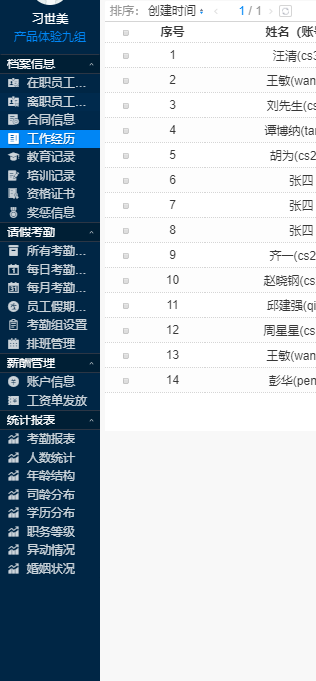 习世美
产品体验九组
档案信息
在职员工...
离职员工...
合同信息
工作经历
教育记录
培训记录
资格证书
奖惩信息
请假考勤
所有考勤...
每日考勤...
每月考勤...
员工假期...
考勤组设置
排班管理
薪酬管理
账户信息
工资单发放
统计报表
考勤报表
人数统计
年龄结构
司龄分布
学历分布
职务等级
异动情况
婚姻状况
排序: 创建时间 1 / 1
序号 姓名（账号
1 汪清(cs3
2 王敏(wan
3 刘先生(cs
4 谭博纳(tan
5 胡为(cs2
6 张四
7 张四
8 张四
9 齐一(cs2
10 赵晓钢(cs
11 邱建强(qi
12 周星星(cs
13 王敏(wan
14 彭华(pen